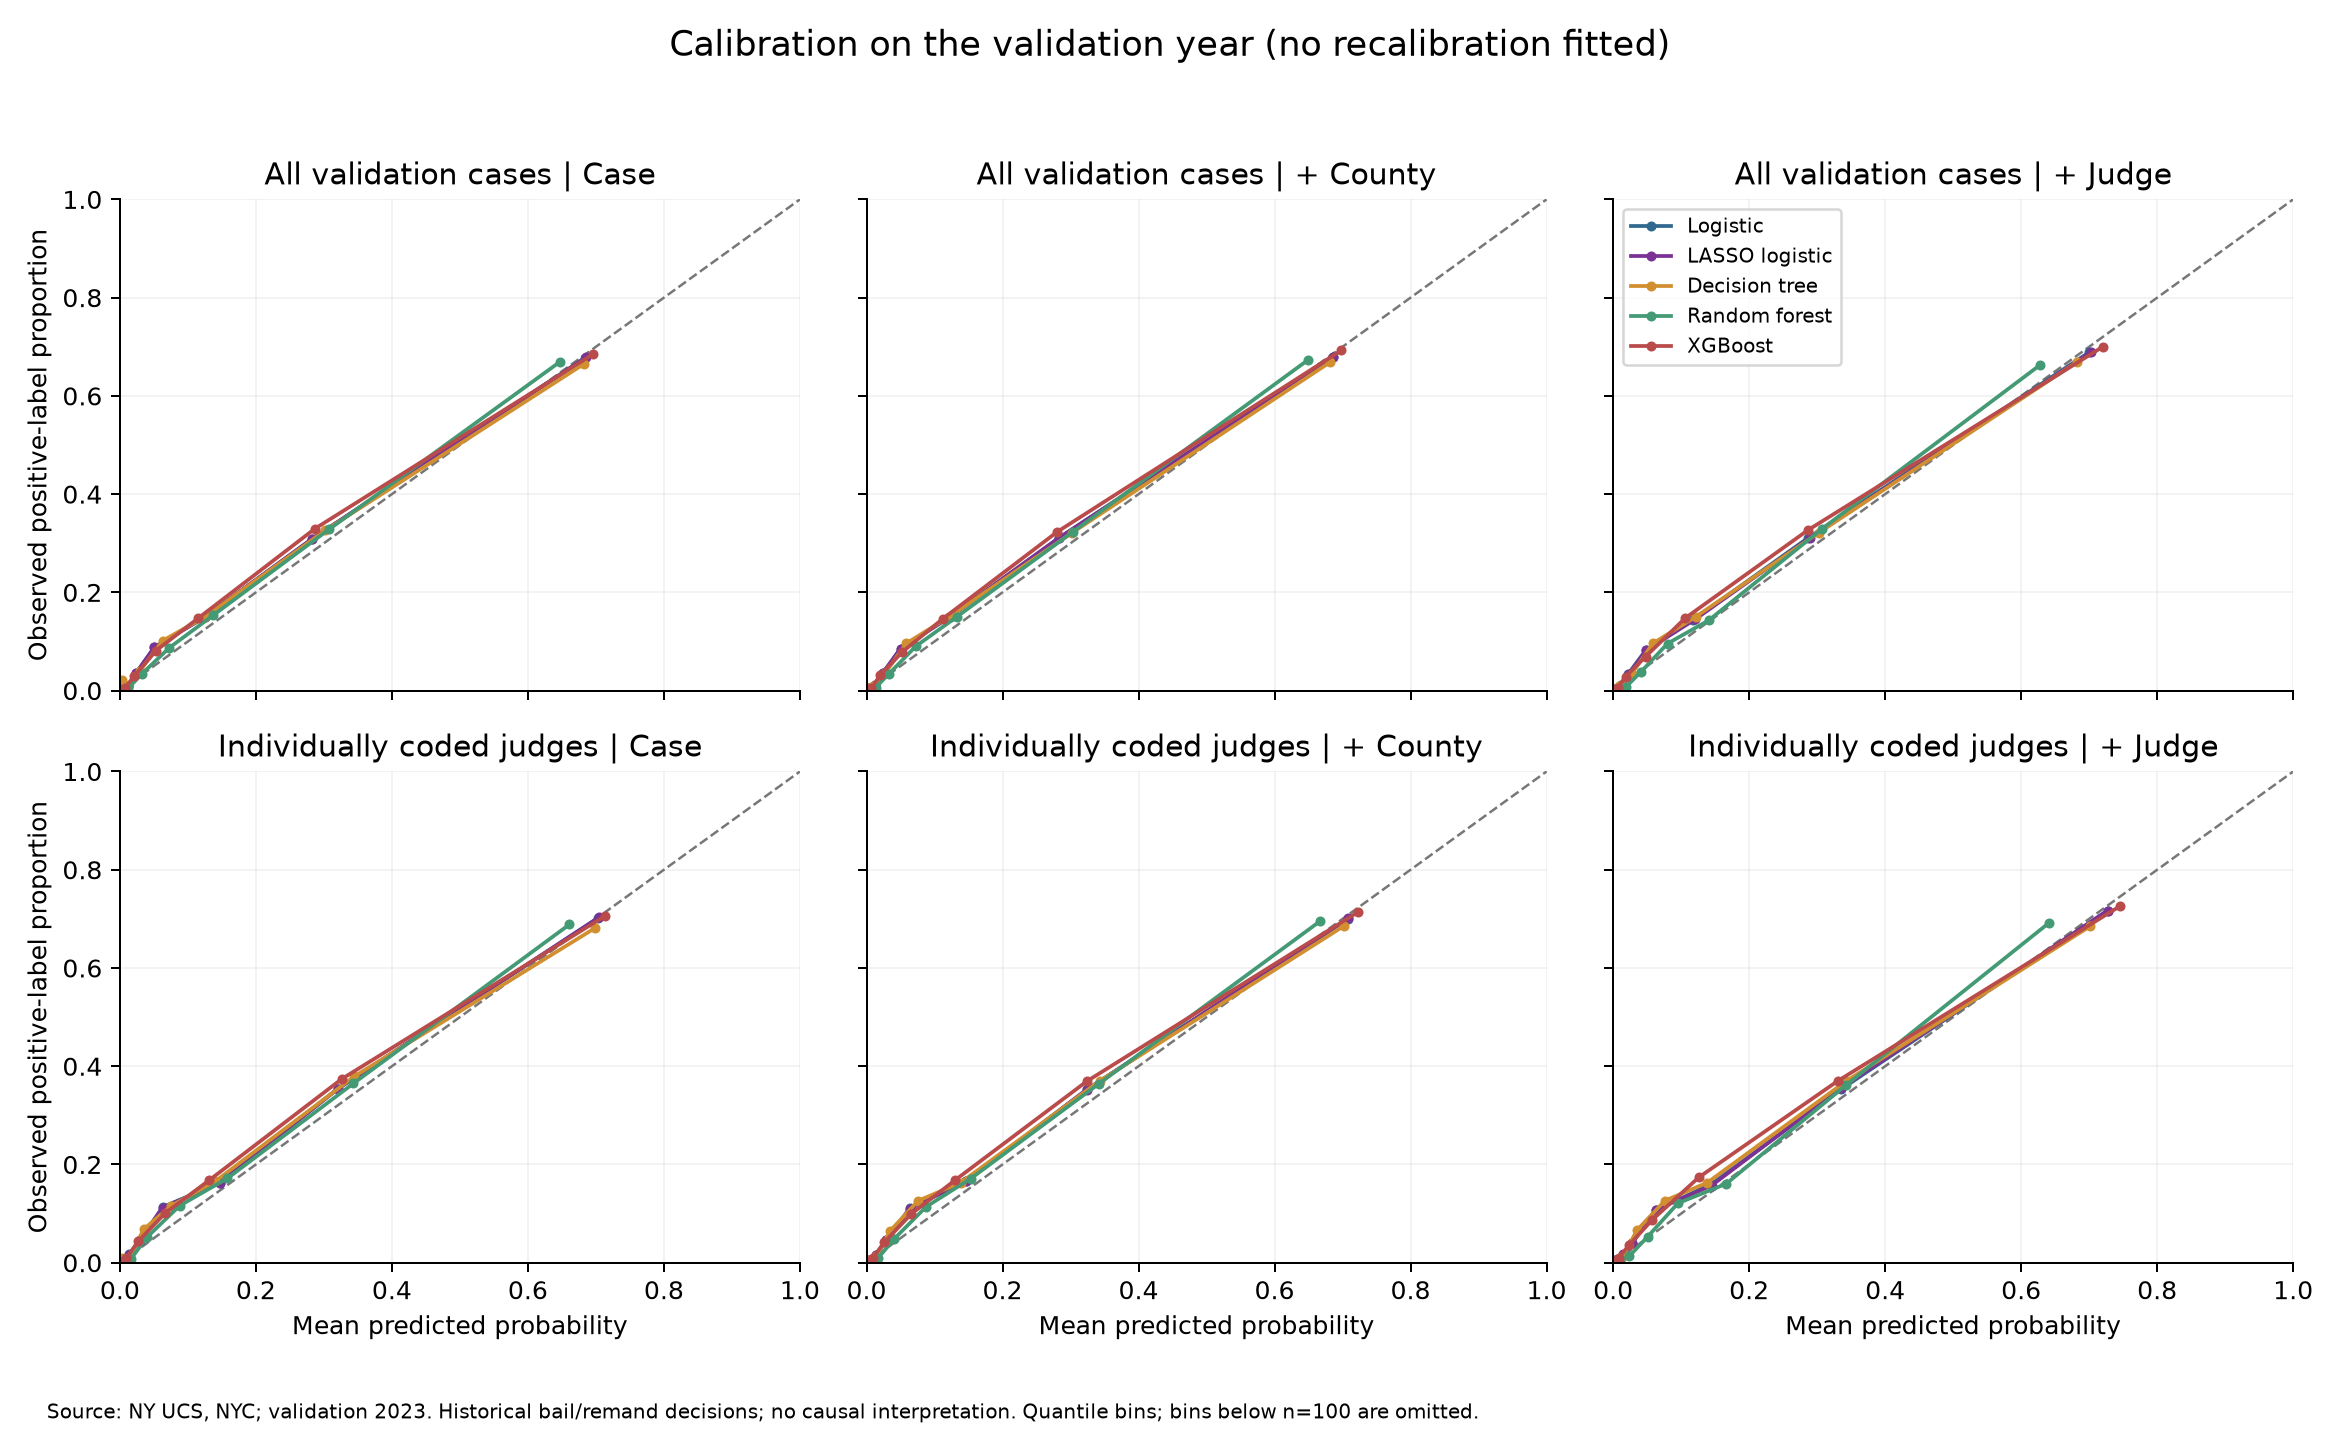 Calibration on the validation year (no recalibration fitted)
All validation cases | Case
All validation cases | + County
All validation cases | + Judge
Observed positive-label proportion
1.0
0.8
0.6
0.4
0.2
0.0
Logistic
LASSO logistic
Decision tree
Random forest
XGBoost
Individually coded judges | Case
Individually coded judges | + County
Individually coded judges | + Judge
Observed positive-label proportion
1.0
0.8
0.6
0.4
0.2
0.0
0.0 0.2 0.4 0.6 0.8 1.0
0.0 0.2 0.4 0.6 0.8 1.0
0.0 0.2 0.4 0.6 0.8 1.0
Mean predicted probability
Mean predicted probability
Mean predicted probability
Source: NY UCS, NYC; validation 2023. Historical bail/remand decisions; no causal interpretation. Quantile bins; bins below n=100 are omitted.